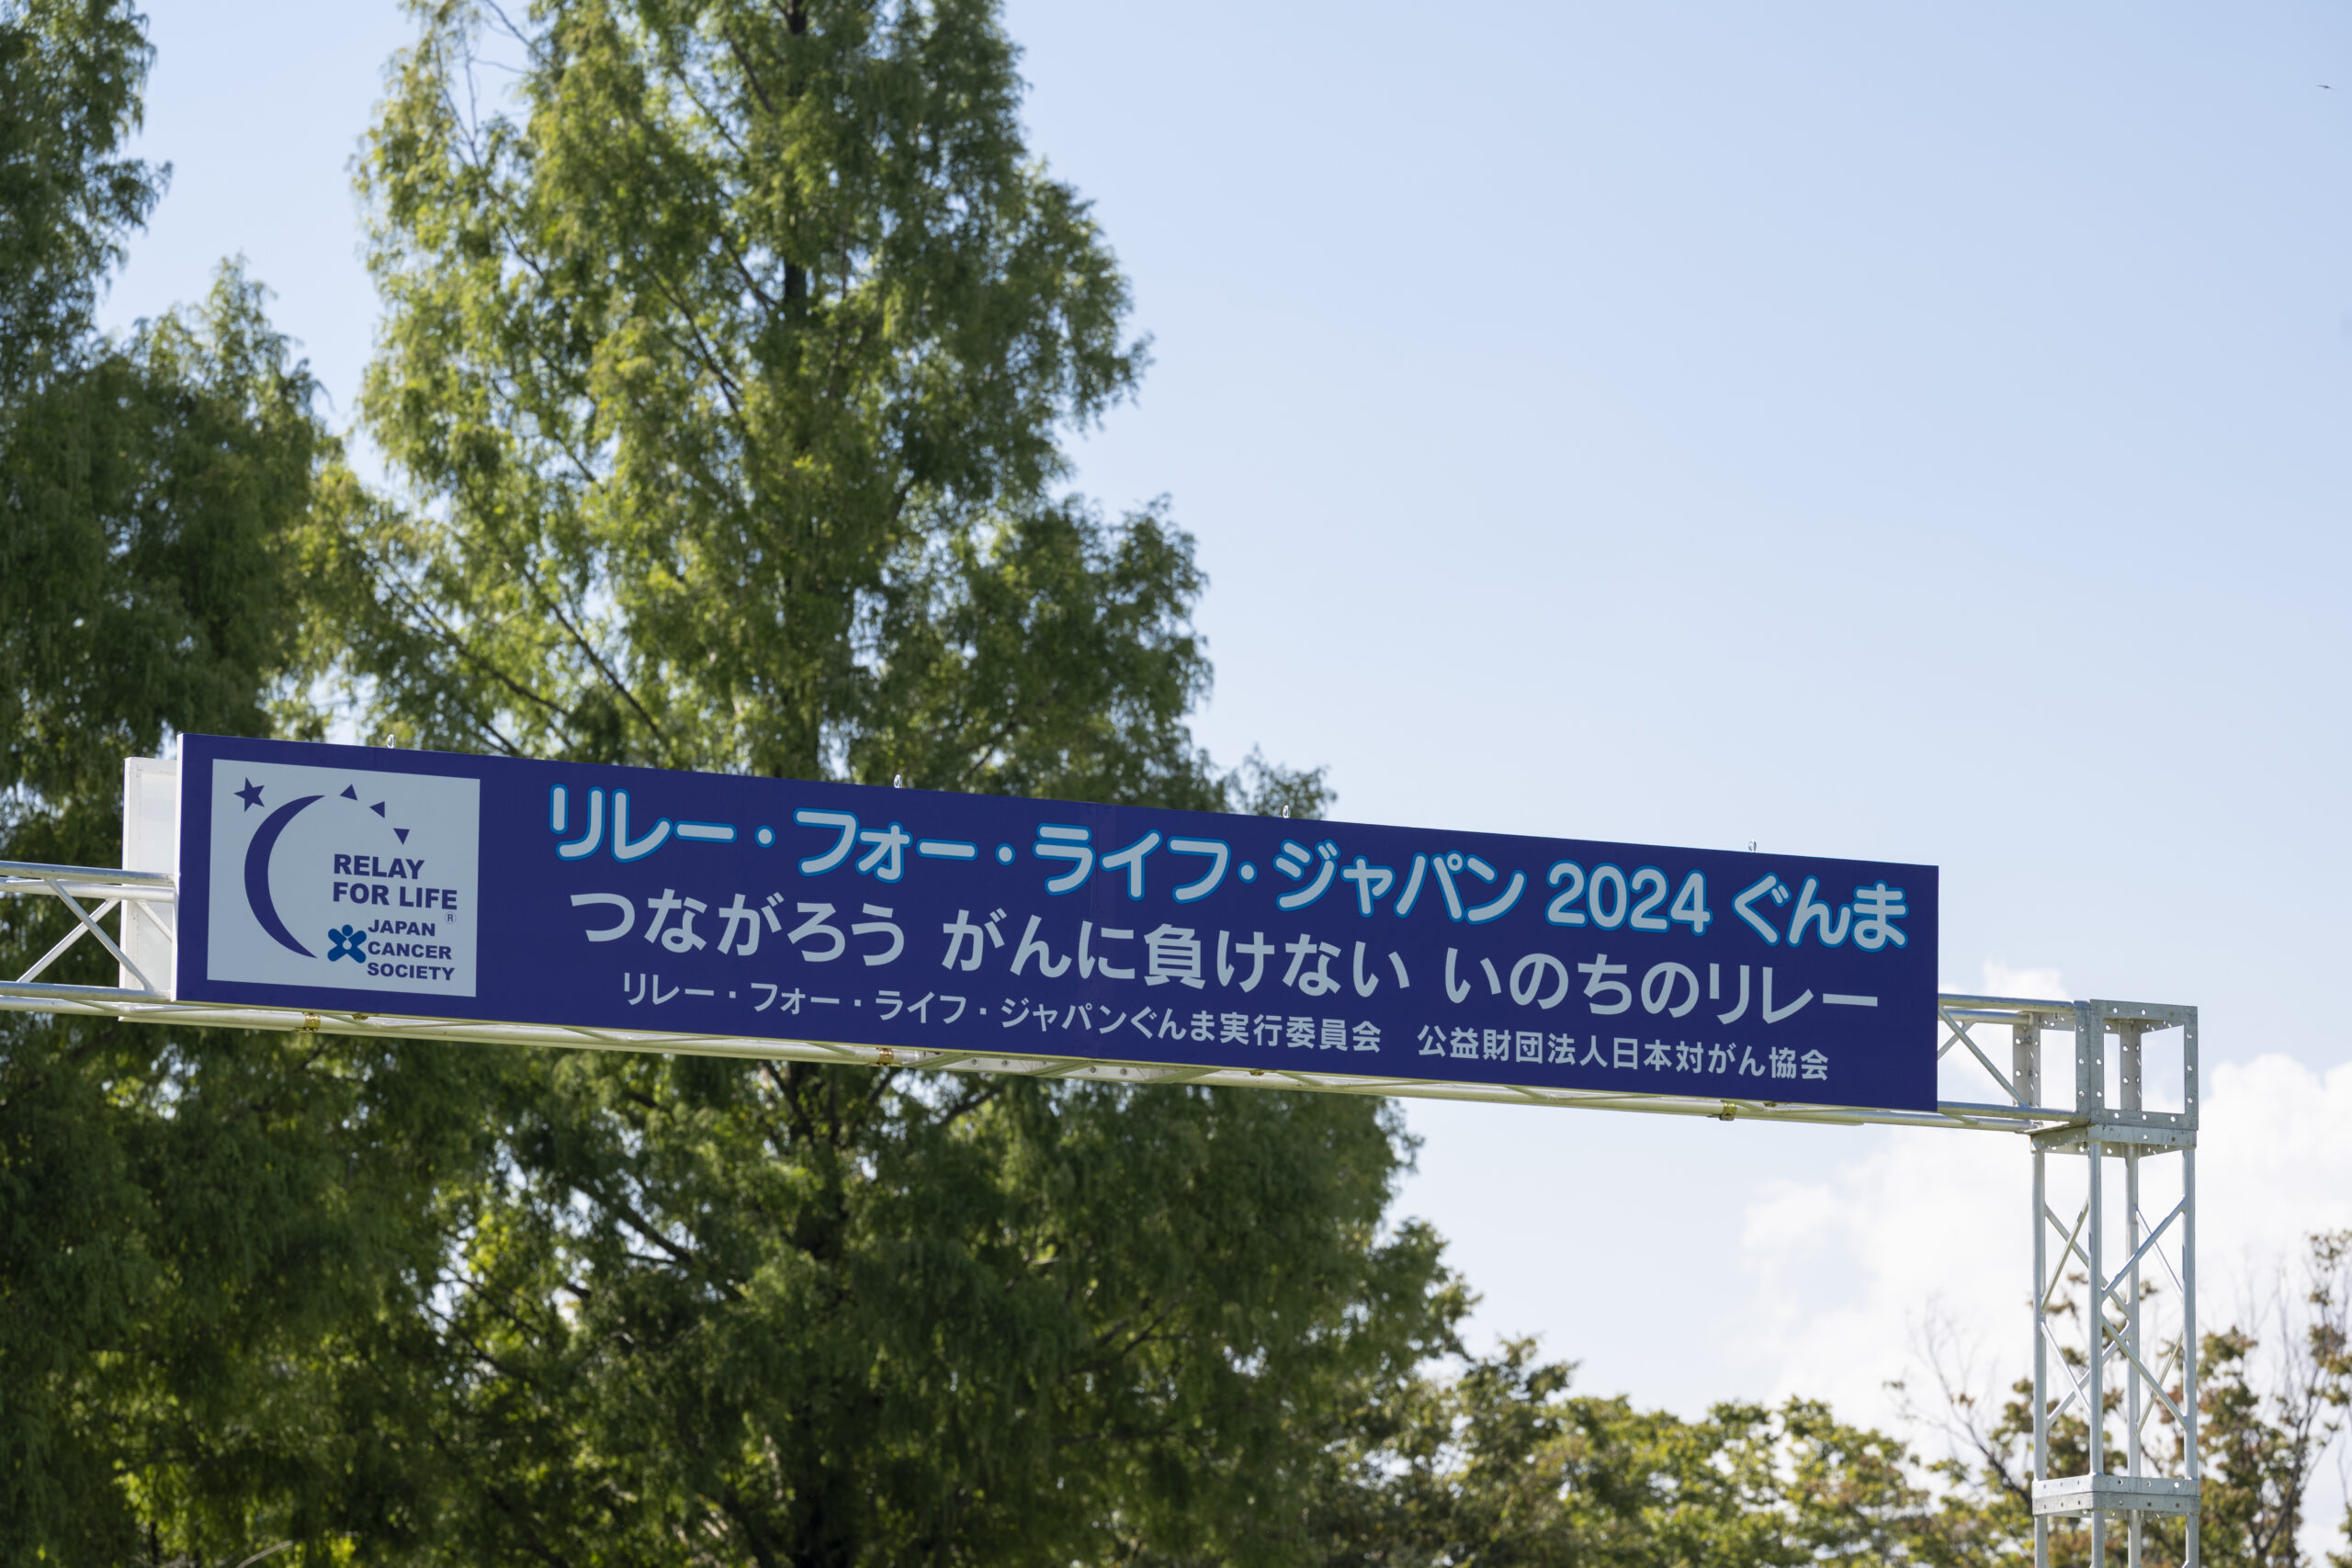 RELAY
FOR LIFE
®
JAPAN
CANCER
SOCIETY
リレー・フォー・ライフ・ジャパン 2024 ぐんま
つながろう がんに負けない いのちのリレー
リレー・フォー・ライフ・ジャパンぐんま実行委員会　公益財団法人日本対がん協会